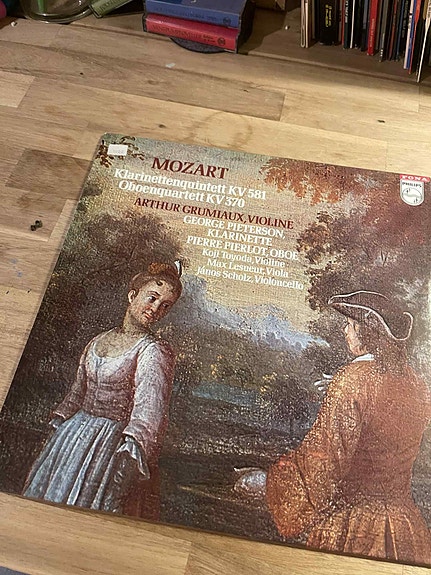 MOZART
Klarinettenquintett KV 581
Oboenquartett KV 370
ARTHUR GRUMIAUX, VIOLINE
GEORGE PIETERSON,
KLARINETTE
PIERRE PIERLOT, OBOE
Koji Toyoda, Violine
Max Lesueur, Viola
János Scholz, Violoncello
FONA
PHILIPS